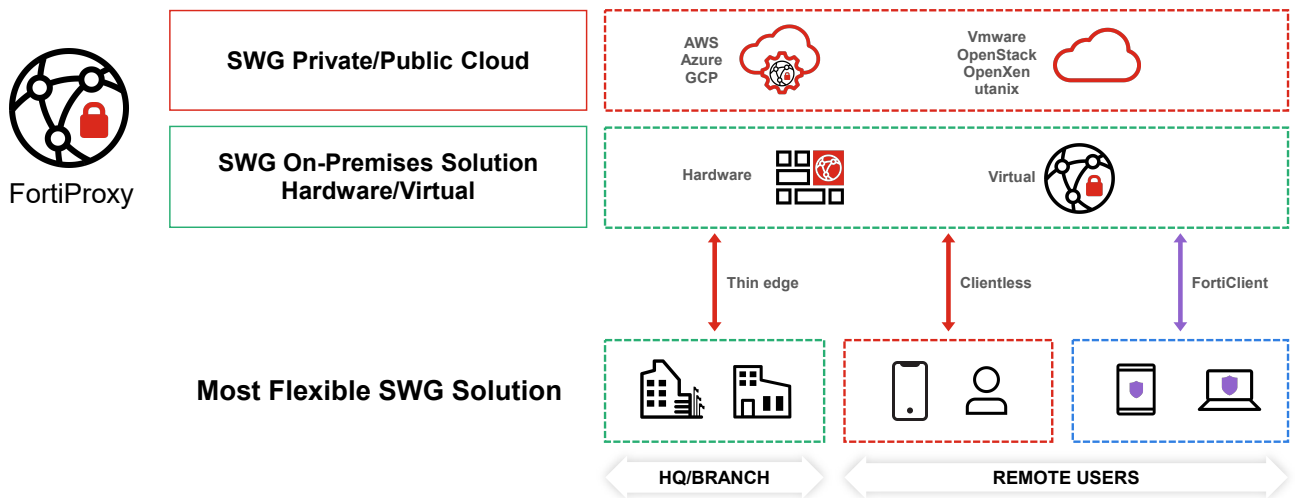 FortiProxy
SWG Private/Public Cloud
AWS
Azure
GCP
Vmware
OpenStack
OpenXen
utanix
SWG On-Premises Solution
Hardware/Virtual
Hardware
Virtual
Thin edge
Clientless
FortiClient
Most Flexible SWG Solution
HQ/BRANCH
REMOTE USERS